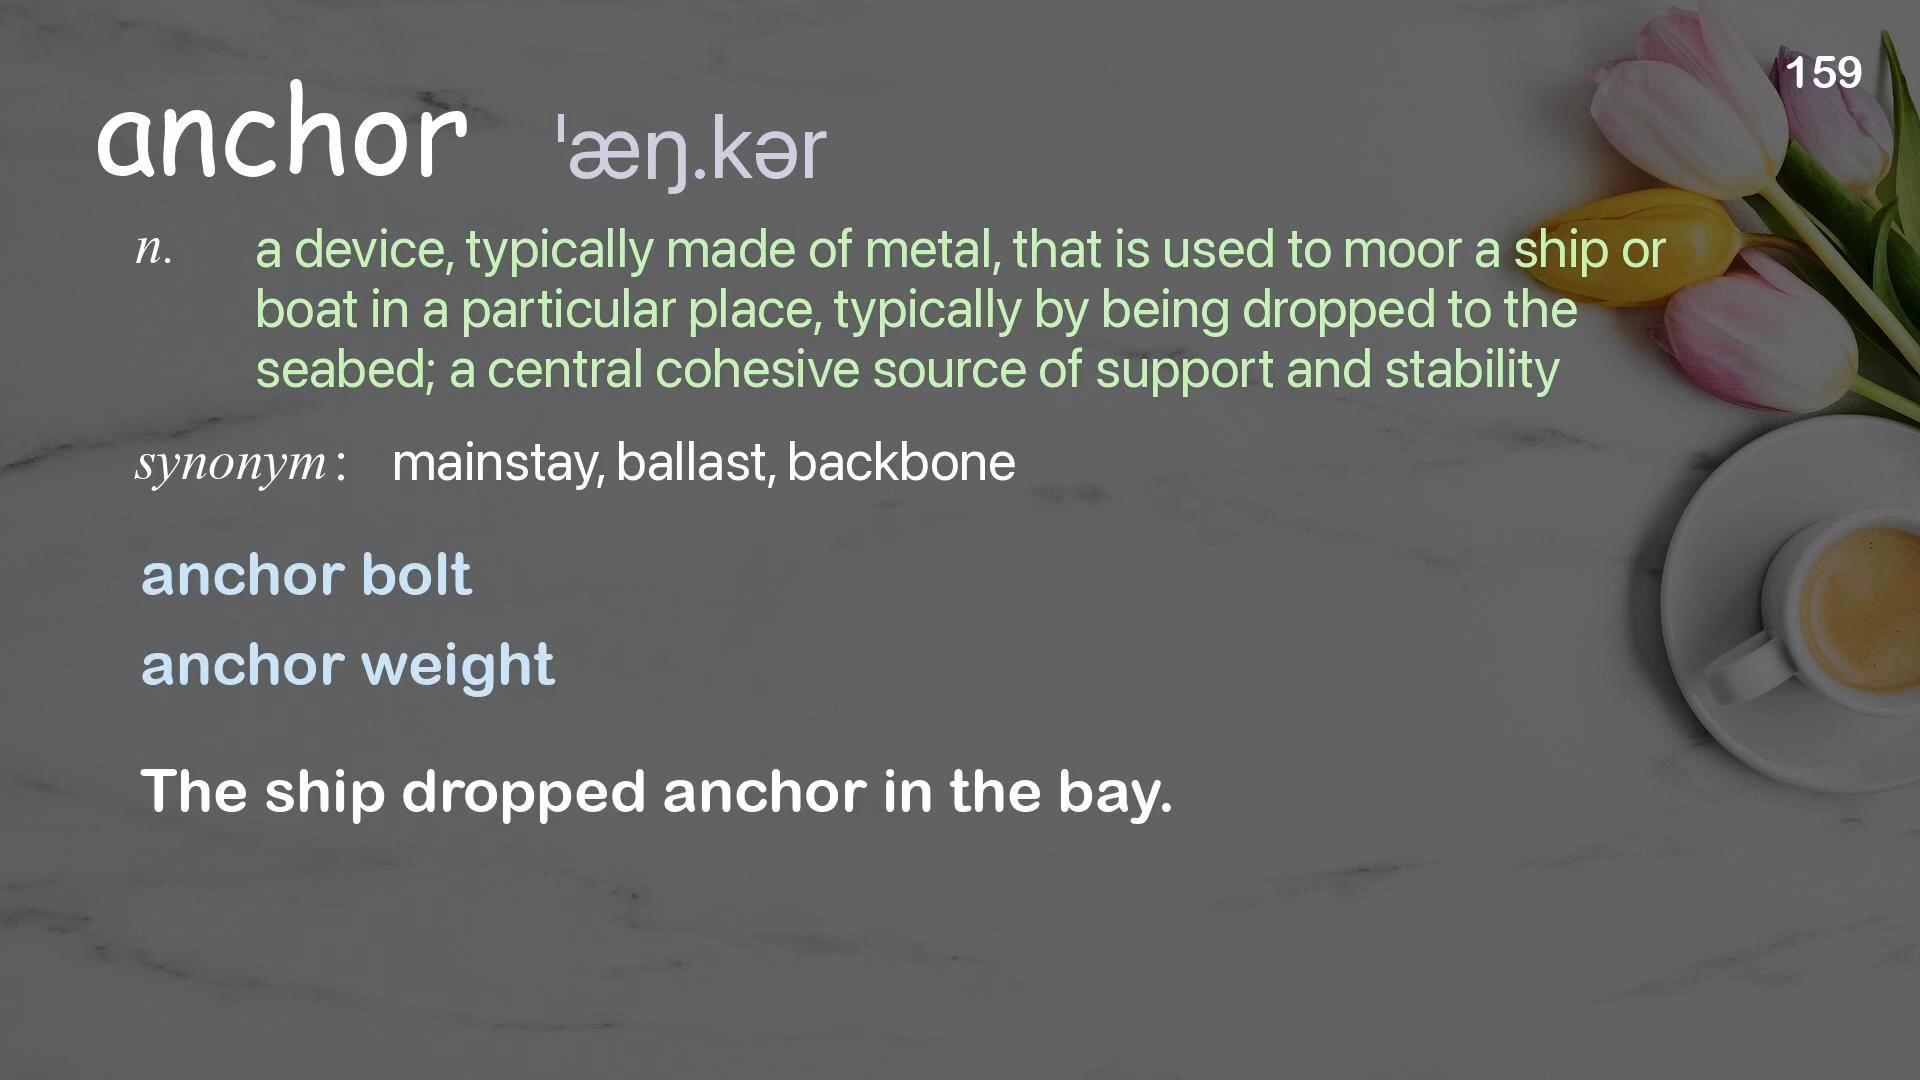 159
anchor ˈæŋ.kər
n. a device, typically made of metal, that is used to moor a ship or
boat in a particular place, typically by being dropped to the
seabed; a central cohesive source of support and stability
synonym: mainstay, ballast, backbone
anchor bolt
anchor weight
The ship dropped anchor in the bay.